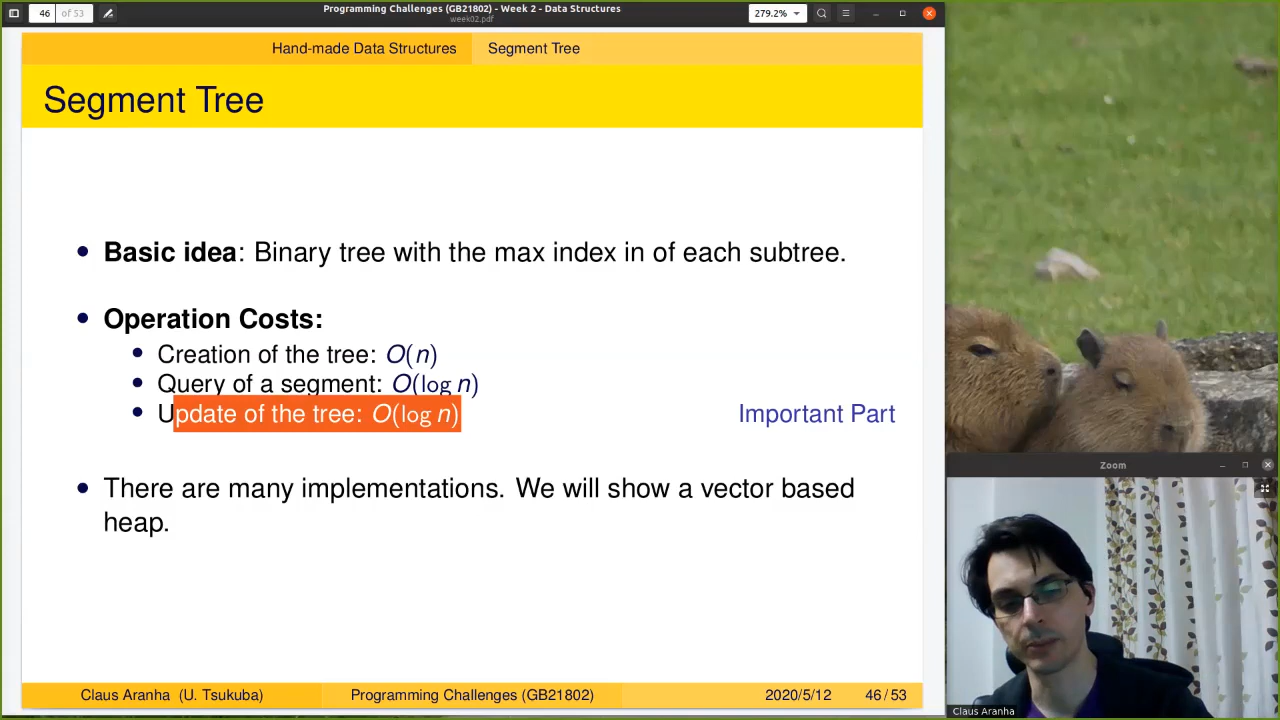 46 of 53
Programming Challenges (GB21802) - Week 2 - Data Structures
week02.pdf
279.2%
Hand-made Data Structures Segment Tree
Segment Tree
• Basic idea: Binary tree with the max index in of each subtree.
• Operation Costs:
• Creation of the tree: O(n)
• Query of a segment: O(log n)
• Update of the tree: O(log n) Important Part
• There are many implementations. We will show a vector based
heap.
Claus Aranha (U. Tsukuba) Programming Challenges (GB21802) 2020/5/12 46 / 53
Zoom
Claus Aranha